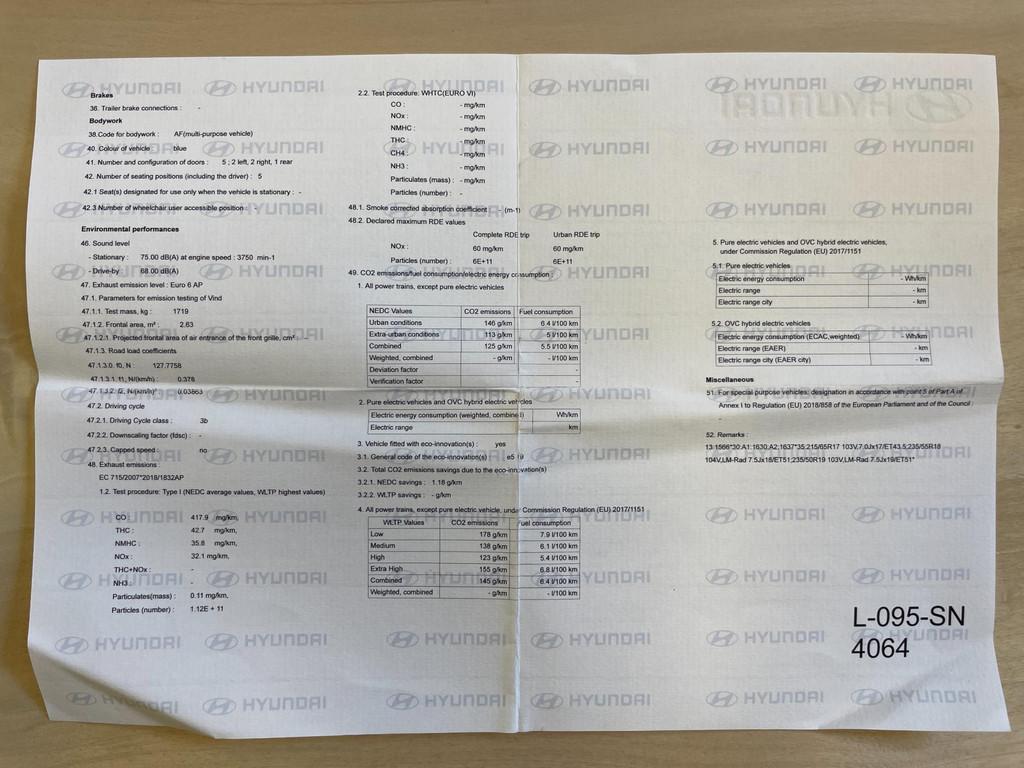 Brakes
36. Trailer brake connections : -
Bodywork
38.Code for bodywork : AF(multi-purpose vehicle)
40. Colour of vehicle : blue
41. Number and configuration of doors : 5 ; 2 left, 2 right, 1 rear
42. Number of seating positions (including the driver) : 5
42.1 Seat(s) designated for use only when the vehicle is stationary : -
42.3 Number of wheelchair user accessible position : -
Environmental performances
46. Sound level
- Stationary : 75.00 dB(A) at engine speed : 3750 min-1
- Drive-by : 68.00 dB(A)
47. Exhaust emission level : Euro 6 AP
47.1. Parameters for emission testing of Vind
47.1.1. Test mass, kg : 1719
47.1.2. Frontal area, m² : 2.63
47.1.2.1. Projected frontal area of air entrance of the front grille, cm² : -
47.1.3. Road load coefficients
47.1.3.0. f0, N : 127.7758
47.1.3.1. f1, N/(km/h) : 0.378
47.1.3.2. f2, N/(km/h)² : 0.03863
47.2. Driving cycle
47.2.1. Driving Cycle class : 3b
47.2.2. Downscaling factor (fdsc) : -
47.2.3. Capped speed : no
48. Exhaust emissions :
EC 715/2007*2018/1832AP
1.2. Test procedure: Type I (NEDC average values, WLTP highest values)
CO : 417.9 mg/km,
THC : 42.7 mg/km,
NMHC : 35.8 mg/km,
NOx : 32.1 mg/km,
THC+NOx : -
NH3 : -
Particulates(mass) : 0.11 mg/km,
Particles (number) : 1.12E + 11
2.2. Test procedure: WHTC(EURO VI)
CO : - mg/km
NOx : - mg/km
NMHC : - mg/km
THC : - mg/km
CH4 : - mg/km
NH3 : - mg/km
Particulates (mass) : - mg/km
Particles (number) : -
48.1. Smoke corrected absorption coefficient : - (m-1)
48.2. Declared maximum RDE values
Complete RDE trip Urban RDE trip
NOx : 60 mg/km 60 mg/km
Particles (number) : 6E+11 6E+11
49. CO2 emissions/fuel consumption/electric energy consumption :
1. All power trains, except pure electric vehicles
NEDC Values CO2 emissions Fuel consumption
Urban conditions 146 g/km 6.4 l/100 km
Extra-urban conditions 113 g/km 5 l/100 km
Combined 125 g/km 5.5 l/100 km
Weighted, combined - g/km - l/100 km
Deviation factor -
Verification factor -
2. Pure electric vehicles and OVC hybrid electric vehicles
Electric energy consumption (weighted, combined) Wh/km
Electric range km
3. Vehicle fitted with eco-innovation(s) : yes
3.1. General code of the eco-innovation(s) : e5 19
3.2. Total CO2 emissions savings due to the eco-innovation(s)
3.2.1. NEDC savings : 1.18 g/km
3.2.2. WLTP savings : - g/km
4. All power trains, except pure electric vehicle, under Commission Regulation (EU) 2017/1151
WLTP Values CO2 emissions Fuel consumption
Low 178 g/km 7.9 l/100 km
Medium 138 g/km 6.1 l/100 km
High 123 g/km 5.4 l/100 km
Extra High 155 g/km 6.8 l/100 km
Combined 145 g/km 6.4 l/100 km
Weighted, combined - g/km - l/100 km
5. Pure electric vehicles and OVC hybrid electric vehicles,
under Commission Regulation (EU) 2017/1151
5.1. Pure electric vehicles
Electric energy consumption - Wh/km
Electric range - km
Electric range city - km
5.2. OVC hybrid electric vehicles
Electric energy consumption (ECAC,weighted) - Wh/km
Electric range (EAER) - km
Electric range city (EAER city) - km
Miscellaneous
51. For special purpose vehicles: designation in accordance with point 5 of Part A of
Annex I to Regulation (EU) 2018/858 of the European Parliament and of the Council :
-
52. Remarks :
13.1566*30.A1:1630,A2:1637*35:215/65R17 103V,7.0Jx17/ET43.5;235/55R18
104V,LM-Rad 7.5Jx18/ET51;235/50R19 103V,LM-Rad 7.5Jx19/ET51*
L-095-SN
4064
HYUNDAI